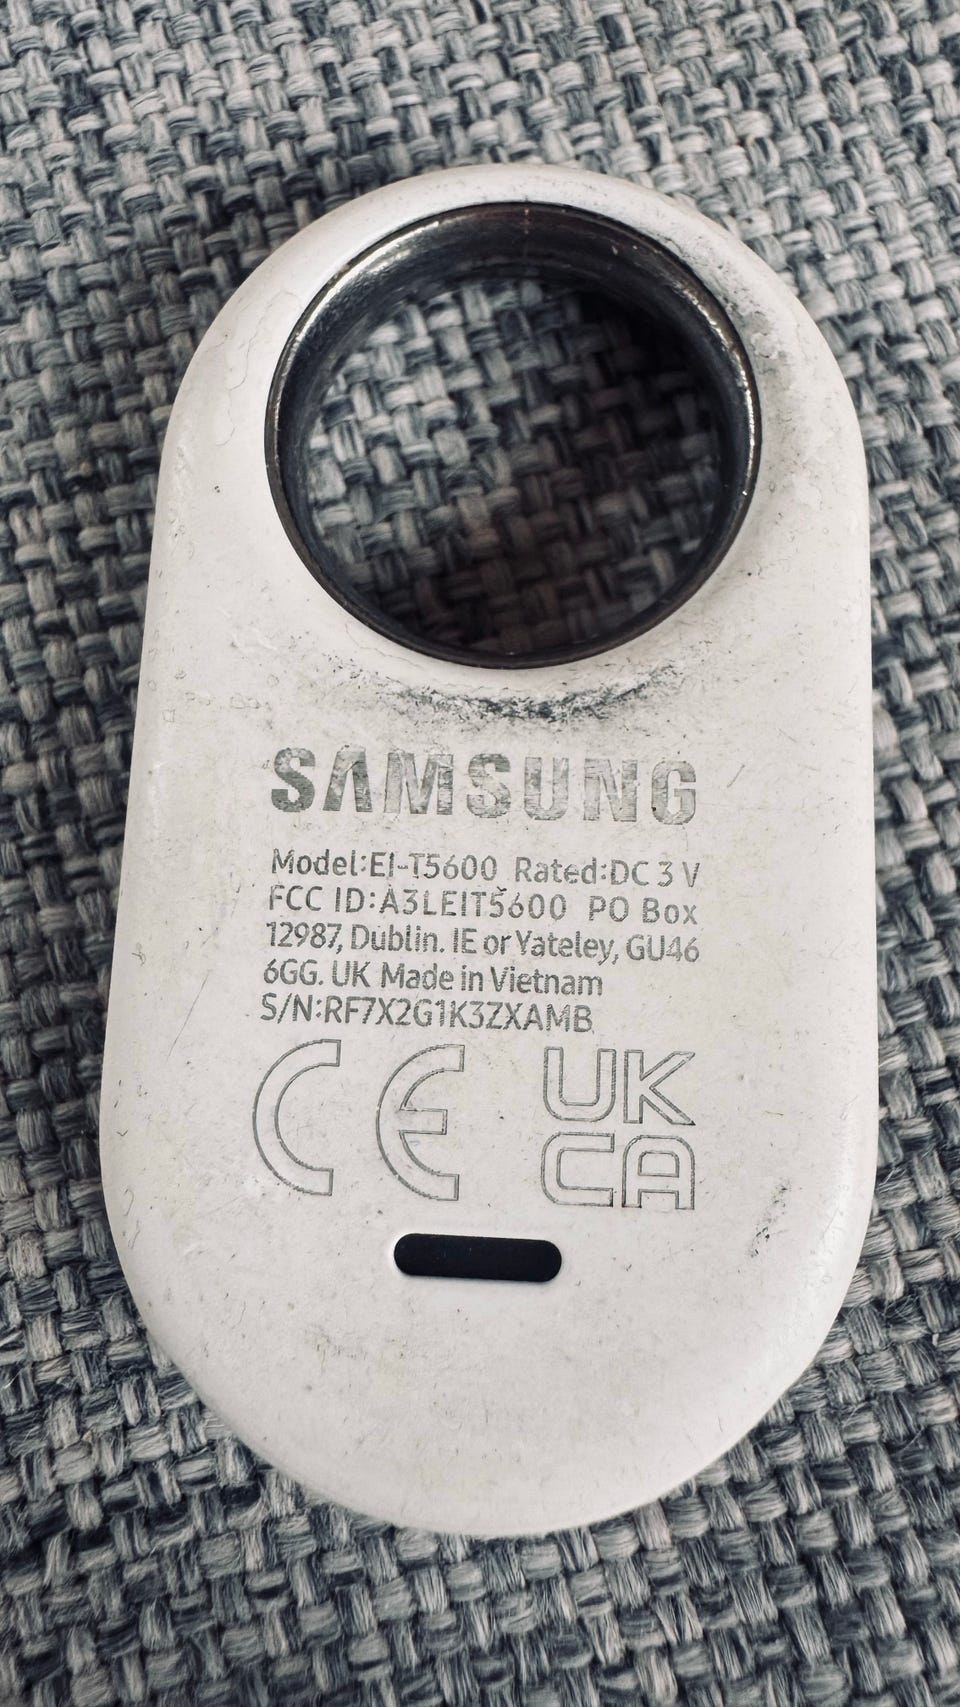 SAMSUNG
Model:EI-T5600 Rated:DC 3 V
FCC ID:A3LEIT5600 PO Box
12987, Dublin. IE or Yateley, GU46
6GG. UK Made in Vietnam
S/N:RF7X2G1K3ZXAMB
CE UK
CA